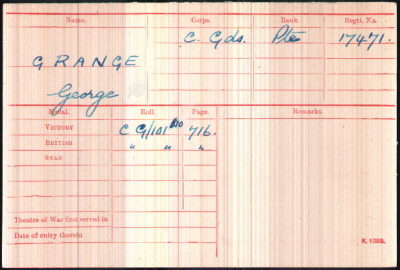 Name. Corps. Rank Regtl. No.
C. Gds. Pte 17471.
GRANGE
George
Medal. Roll. Page. Remarks.
VICTORY C G/101 B10 716.
BRITISH " " "
STAR
Theatre of War first served in
Date of entry therein
K. 1380.